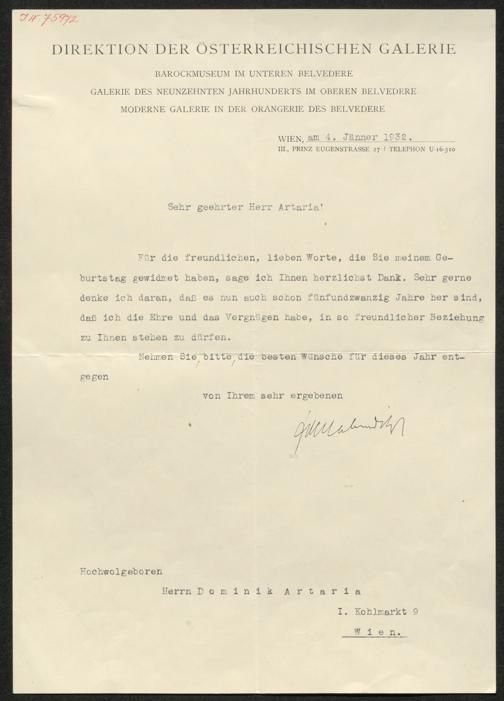 I.N. 75972
DIREKTION DER ÖSTERREICHISCHEN GALERIE
BAROCKMUSEUM IM UNTEREN BELVEDERE
GALERIE DES NEUNZEHNTEN JAHRHUNDERTS IM OBEREN BELVEDERE
MODERNE GALERIE IN DER ORANGERIE DES BELVEDERE
WIEN, am 4. Jänner 1932.
III., PRINZ EUGENSTRASSE 27 / TELEPHON U-16-310
Sehr geehrter Herr Artaria!
Für die freundlichen, lieben Worte, die Sie meinem Ge-
burtstag gewidmet haben, sage ich Ihnen herzlichst Dank. Sehr gerne
denke ich daran, daß es nun auch schon fünfundzwanzig Jahre her sind,
daß ich die Ehre und das Vergnügen habe, in so freundlicher Beziehung
zu Ihnen stehen zu dürfen.
Nehmen Sie, bitte, die besten Wünsche für dieses Jahr ent-
gegen
von Ihrem sehr ergebenen
Hochwolgeboren
Herrn D o m i n i k A r t a r i a
I. Kohlmarkt 9
W i e n.